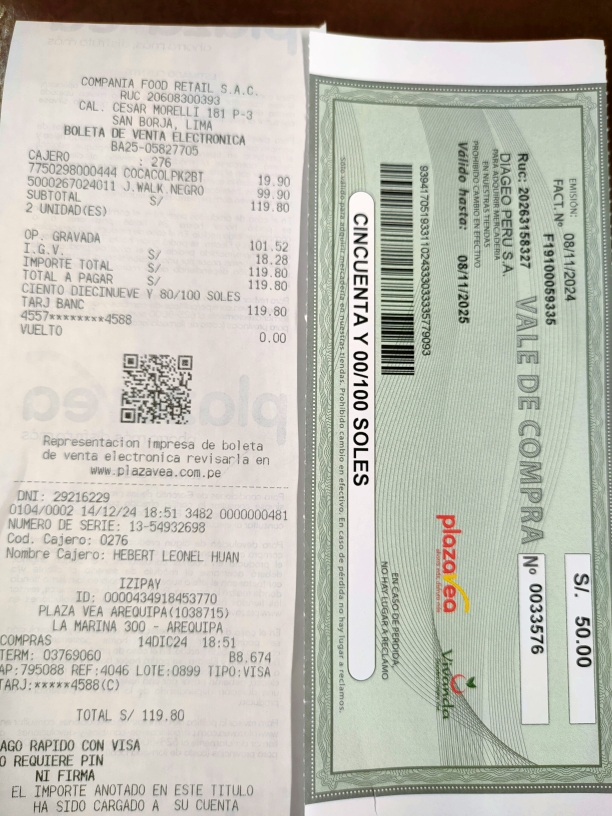 COMPANIA FOOD RETAIL S.A.C.
RUC 20608300393
CAL. CESAR MORELLI 181 P-3
SAN BORJA, LIMA
BOLETA DE VENTA ELECTRONICA
BA25-05827705
CAJERO : 276
7750298000444 COCACOLPK2BT 19.90
5000267024011 J.WALK.NEGRO 99.90
SUBTOTAL S/ 119.80
2 UNIDAD(ES)
OP. GRAVADA S/ 101.52
I.G.V. S/ 18.28
IMPORTE TOTAL S/ 119.80
TOTAL A PAGAR S/ 119.80
CIENTO DIECINUEVE Y 80/100 SOLES
TARJ BANC 119.80
4557********4588
VUELTO 0.00
Representacion impresa de boleta
de venta electronica revisarla en
www.plazavea.com.pe
DNI: 29216229
0104/0002 14/12/24 18:51 3482 0000000481
NUMERO DE SERIE: 13-54932698
Cod. Cajero: 0276
Nombre Cajero: HEBERT LEONEL HUAN
IZIPAY
ID: 0000434918453770
PLAZA VEA AREQUIPA(1038715)
LA MARINA 300 - AREQUIPA
COMPRAS 14DIC24 18:51
TERM: 03769060 B8.674
AP:795088 REF:4046 LOTE:0899 TIPO:VISA
TARJ:*****4588(C)
TOTAL S/ 119.80
AGO RAPIDO CON VISA
O REQUIERE PIN
NI FIRMA
EL IMPORTE ANOTADO EN ESTE TITULO
HA SIDO CARGADO A SU CUENTA
EMISIÓN: 08/11/2024
FACT. Nº F19100059335
VALE DE COMPRA
Nº 0033576
S/. 50.00
Ruc: 20263158327
DIAGEO PERU S.A.
PARA ADQUIRIR MERCADERIA
EN NUESTRAS TIENDAS
PROHIBIDO CAMBIO EN EFECTIVO
Válido hasta: 08/11/2025
plazavea
Vivanda
939417051933110243330333577​9093
EN CASO DE PERDIDA,
NO HAY LUGAR A RECLAMO
CINCUENTA Y 00/100 SOLES
Solo válido para adquirir mercadería en nuestras tiendas. Prohibido cambio en efectivo. En caso de pérdida no hay lugar a reclamos.